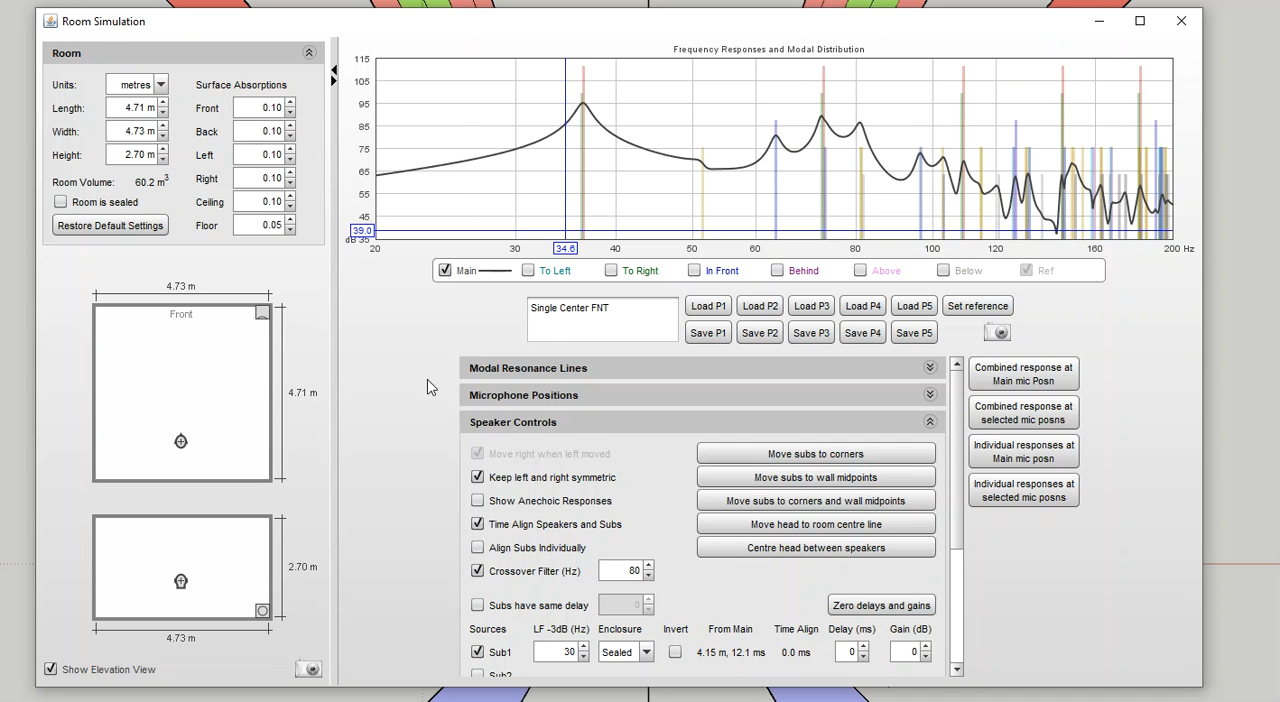 Room Simulation
Room
Units: metres Surface Absorptions
Length: 4.71 m Front 0.10
Width: 4.73 m Back 0.10
Height: 2.70 m Left 0.10
Room Volume: 60.2 m3 Right 0.10
Room is sealed Ceiling 0.10
Restore Default Settings Floor 0.05
4.73 m
Front
4.71 m
2.70 m
4.73 m
Show Elevation View
Frequency Responses and Modal Distribution
115
105
95
85
75
65
55
45
39.0
dB 35
20 30 34.6 40 50 60 80 100 120 160 200 Hz
Main To Left To Right In Front Behind Above Below Ref
Single Center FNT
Load P1 Load P2 Load P3 Load P4 Load P5 Set reference
Save P1 Save P2 Save P3 Save P4 Save P5
Modal Resonance Lines
Microphone Positions
Speaker Controls
Move right when left moved Move subs to corners
Keep left and right symmetric Move subs to wall midpoints
Show Anechoic Responses Move subs to corners and wall midpoints
Time Align Speakers and Subs Move head to room centre line
Align Subs Individually Centre head between speakers
Crossover Filter (Hz) 80
Subs have same delay 0 Zero delays and gains
Sources LF -3dB (Hz) Enclosure Invert From Main Time Align Delay (ms) Gain (dB)
Sub1 30 Sealed 4.15 m, 12.1 ms 0.0 ms 0 0
Sub2
Combined response at
Main mic Posn
Combined response at
selected mic posns
Individual responses at
Main mic posn
Individual responses at
selected mic posns